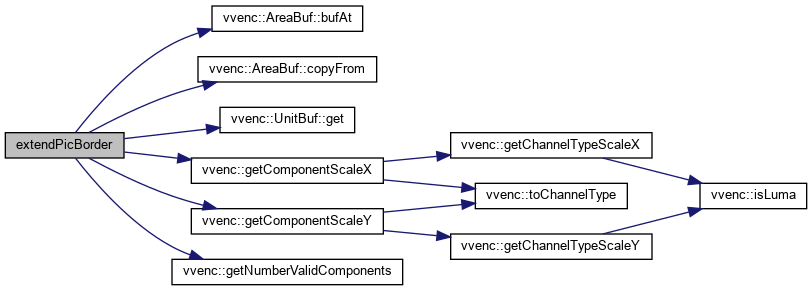 extendPicBorder
vvenc::AreaBuf::bufAt
vvenc::AreaBuf::copyFrom
vvenc::UnitBuf::get
vvenc::getComponentScaleX
vvenc::getComponentScaleY
vvenc::getNumberValidComponents
vvenc::getChannelTypeScaleX
vvenc::toChannelType
vvenc::getChannelTypeScaleY
vvenc::isLuma